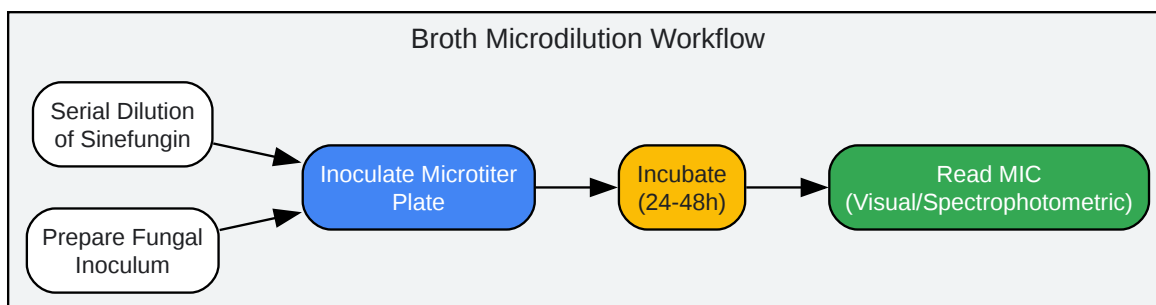 Broth Microdilution Workflow
Serial Dilution
of Sinefungin
Prepare Fungal
Inoculum
Inoculate Microtiter
Plate
Incubate
(24-48h)
Read MIC
(Visual/Spectrophotometric)